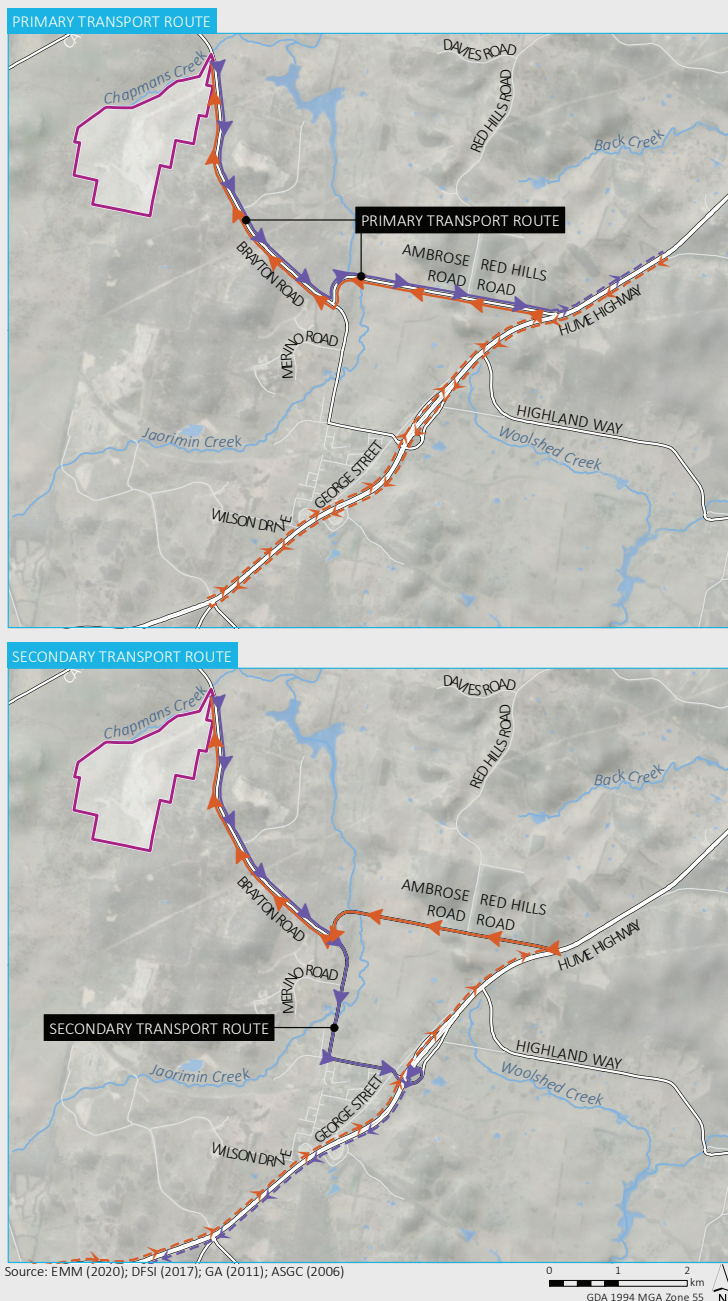 PRIMARY TRANSPORT ROUTE
DAVIES ROAD
Chapmans Creek
RED HILLS ROAD
Back Creek
PRIMARY TRANSPORT ROUTE
AMBROSE RED HILLS
ROAD ROAD
BRAYTON ROAD
HUME HIGHWAY
MERINO ROAD
HIGHLAND WAY
Jaorimin Creek
Woolshed Creek
GEORGE STREET
WILSON DRIVE
SECONDARY TRANSPORT ROUTE
DAVIES ROAD
Chapmans Creek
RED HILLS ROAD
Back Creek
AMBROSE RED HILLS
ROAD ROAD
BRAYTON ROAD
HUME HIGHWAY
MERINO ROAD
SECONDARY TRANSPORT ROUTE
HIGHLAND WAY
Jaorimin Creek
Woolshed Creek
GEORGE STREET
WILSON DRIVE
Source: EMM (2020); DFSI (2017); GA (2011); ASGC (2006)
0 1 2
km
GDA 1994 MGA Zone 55
N